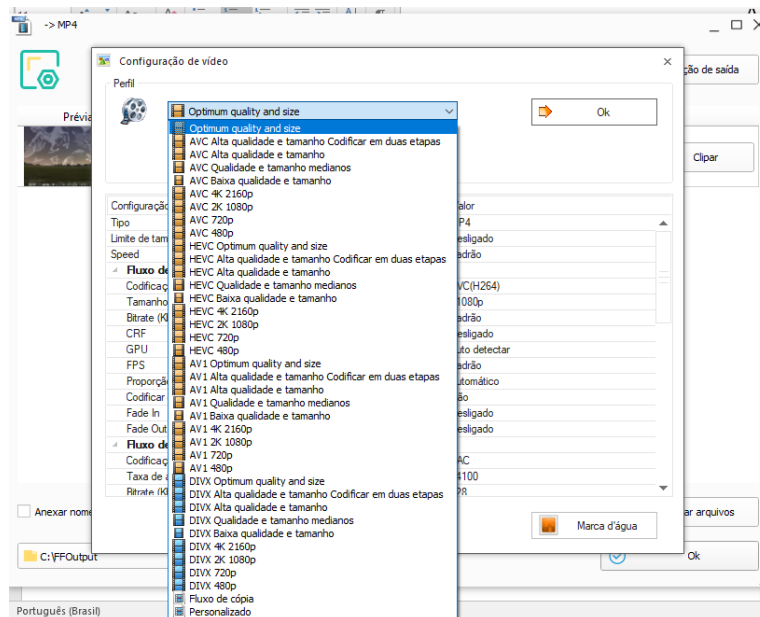 -> MP4
Configuração de vídeo
ção de saída
Perfil
Prévia
Optimum quality and size
Ok
Optimum quality and size
AVC Alta qualidade e tamanho Codificar em duas etapas
AVC Alta qualidade e tamanho
Clipar
AVC Qualidade e tamanho medianos
AVC Baixa qualidade e tamanho
AVC 4K 2160p
AVC 2K 1080p
AVC 720p
AVC 480p
HEVC Optimum quality and size
HEVC Alta qualidade e tamanho Codificar em duas etapas
HEVC Alta qualidade e tamanho
HEVC Qualidade e tamanho medianos
HEVC Baixa qualidade e tamanho
HEVC 4K 2160p
HEVC 2K 1080p
HEVC 720p
HEVC 480p
AV1 Optimum quality and size
AV1 Alta qualidade e tamanho Codificar em duas etapas
AV1 Alta qualidade e tamanho
AV1 Qualidade e tamanho medianos
AV1 Baixa qualidade e tamanho
AV1 4K 2160p
AV1 2K 1080p
AV1 720p
AV1 480p
DIVX Optimum quality and size
DIVX Alta qualidade e tamanho Codificar em duas etapas
DIVX Alta qualidade e tamanho
DIVX Qualidade e tamanho medianos
DIVX Baixa qualidade e tamanho
DIVX 4K 2160p
DIVX 2K 1080p
DIVX 720p
DIVX 480p
Fluxo de cópia
Personalizado
Configuração alor
Tipo P4
Limite de tam esligado
Speed adrão
Fluxo de
Codificaç VC(H264)
Tamanho 1080p
Bitrate (K adrão
CRF esligado
GPU uto detectar
FPS adrão
Proporçã utomático
Codificar ão
Fade In esligado
Fade Out esligado
Fluxo de
Codificaç AC
Taxa de a 4100
Bitrate (K 28
Anexar nome
Marca d'água
ar arquivos
C:\FFOutput
Ok
Português (Brasil)